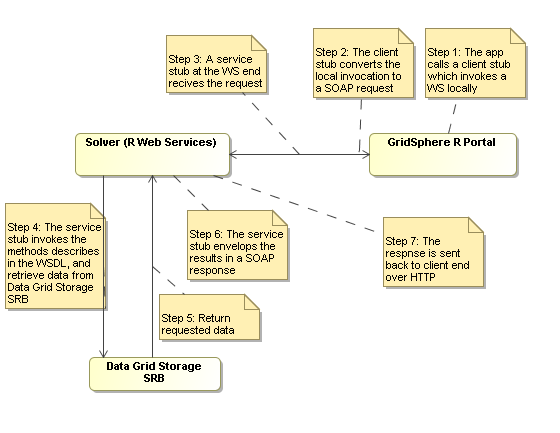 Step 3: A service
stub at the WS end
recives the request
Step 2: The client
stub converts the
local invocation to
a SOAP request
Step 1: The app
calls a client stub
which invokes a
WS locally
Solver (R Web Services)
GridSphere R Portal
Step 4: The service
stub invokes the
methods describes
in the WSDL, and
retrieve data from
Data Grid Storage
SRB
Step 6: The service
stub envelops the
results in a SOAP
response
Step 7: The
respnse is sent
back to client end
over HTTP
Step 5: Return
requested data
Data Grid Storage
SRB